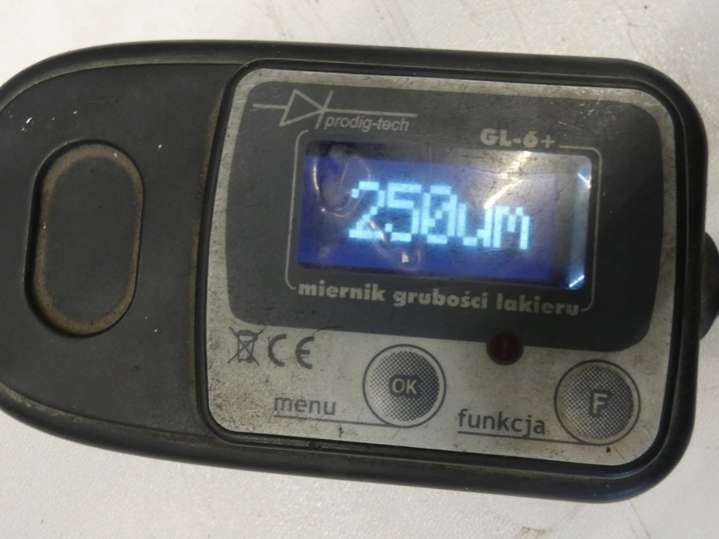 prodig-tech
GL-6+
250um
miernik grubości lakieru
CE
OK
F
menu
funkcja